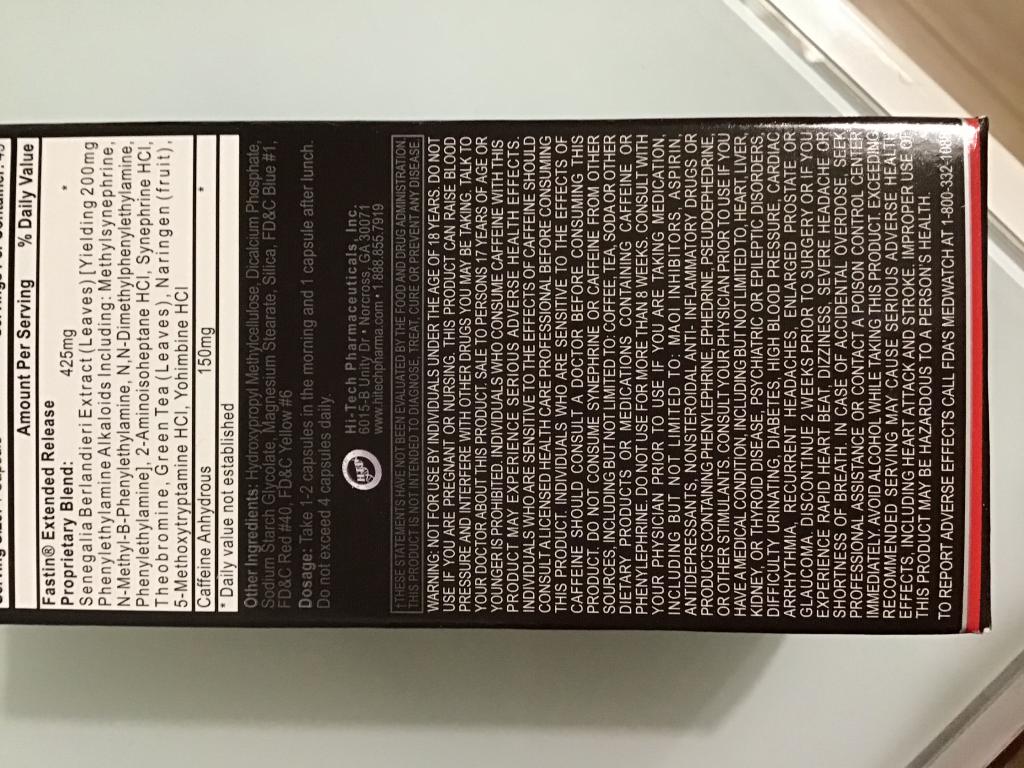 Amount Per Serving % Daily Value
Fastin® Extended Release
Proprietary Blend: 425mg *
Senegalia Berlandieri Extract (Leaves) [Yielding 200mg
Phenylethylamine Alkaloids Including: Methylsynephrine,
N-Methyl-B-Phenylethylamine, N,N-Dimethylphenylethylamine,
Phenylethylamine], 2-Aminoisoheptane HCl, Synephrine HCl,
Theobromine (Green Tea) (Leaves), Naringen (fruit),
5-Methoxytryptamine HCl, Yohimbine HCl
Caffeine Anhydrous 150mg *
* Daily value not established
Other Ingredients: Hydroxypropyl Methylcellulose, Dicalcium Phosphate,
Sodium Starch Glycolate, Magnesium Stearate, Silica, FD&C Blue #1,
FD&C Red #40, FD&C Yellow #6
Dosage: Take 1-2 capsules in the morning and 1 capsule after lunch.
Do not exceed 4 capsules daily.
Hi-Tech Pharmaceuticals, Inc.
6015-B Unity Dr * Norcross, GA 30071
www.hitechpharma.com • 1.888.855.7919
†THESE STATEMENTS HAVE NOT BEEN EVALUATED BY THE FOOD AND DRUG ADMINISTRATION.
THIS PRODUCT IS NOT INTENDED TO DIAGNOSE, TREAT, CURE OR PREVENT ANY DISEASE.
WARNING: NOT FOR USE BY INDIVIDUALS UNDER THE AGE OF 18 YEARS. DO NOT
USE IF YOU ARE PREGNANT OR NURSING. THIS PRODUCT CAN RAISE BLOOD
PRESSURE AND INTERFERE WITH OTHER DRUGS YOU MAY BE TAKING. TALK TO
YOUR DOCTOR ABOUT THIS PRODUCT. SALE TO PERSONS 17 YEARS OF AGE OR
YOUNGER IS PROHIBITED. INDIVIDUALS WHO CONSUME CAFFEINE WITH THIS
PRODUCT MAY EXPERIENCE SERIOUS ADVERSE HEALTH EFFECTS.
INDIVIDUALS WHO ARE SENSITIVE TO THE EFFECTS OF CAFFEINE SHOULD
CONSULT A LICENSED HEALTH CARE PROFESSIONAL BEFORE CONSUMING
THIS PRODUCT. INDIVIDUALS WHO ARE SENSITIVE TO THE EFFECTS OF
CAFFEINE SHOULD CONSULT A DOCTOR BEFORE CONSUMING THIS
PRODUCT. DO NOT CONSUME SYNEPHRINE OR CAFFEINE FROM OTHER
SOURCES, INCLUDING BUT NOT LIMITED TO: COFFEE, TEA, SODA OR OTHER
DIETARY PRODUCTS OR MEDICATIONS CONTAINING CAFFEINE OR
PHENYLEPHRINE. DO NOT USE FOR MORE THAN 8 WEEKS. CONSULT WITH
YOUR PHYSICIAN PRIOR TO USE IF YOU ARE TAKING MEDICATION,
INCLUDING BUT NOT LIMITED TO: MAOI INHIBITORS, ASPIRIN,
ANTIDEPRESSANTS, NONSTEROIDAL ANTI- INFLAMMATORY DRUGS OR
PRODUCTS CONTAINING PHENYLEPHRINE, EPHEDRINE, PSEUDOEPHEDRINE,
OR OTHER STIMULANTS. CONSULT YOUR PHYSICIAN PRIOR TO USE IF YOU
HAVE A MEDICAL CONDITION, INCLUDING BUT NOT LIMITED TO, HEART, LIVER,
KIDNEY, OR THYROID DISEASE, PSYCHIATRIC OR EPILEPTIC DISORDERS,
DIFFICULTY URINATING, DIABETES, HIGH BLOOD PRESSURE, CARDIAC
ARRHYTHMIA, RECURRENT HEADACHES, ENLARGED PROSTATE OR
GLAUCOMA. DISCONTINUE 2 WEEKS PRIOR TO SURGERY OR IF YOU
EXPERIENCE RAPID HEART BEAT, DIZZINESS, SEVERE HEADACHE OR
SHORTNESS OF BREATH. IN CASE OF ACCIDENTAL OVERDOSE, SEEK
PROFESSIONAL ASSISTANCE OR CONTACT A POISON CONTROL CENTER
IMMEDIATELY. AVOID ALCOHOL WHILE TAKING THIS PRODUCT. EXCEEDING
RECOMMENDED SERVING MAY CAUSE SERIOUS ADVERSE HEALTH
EFFECTS, INCLUDING HEART ATTACK AND STROKE. IMPROPER USE OF
THIS PRODUCT MAY BE HAZARDOUS TO A PERSON'S HEALTH.
TO REPORT ADVERSE EFFECTS CALL FDA'S MEDWATCH AT 1-800-332-1088